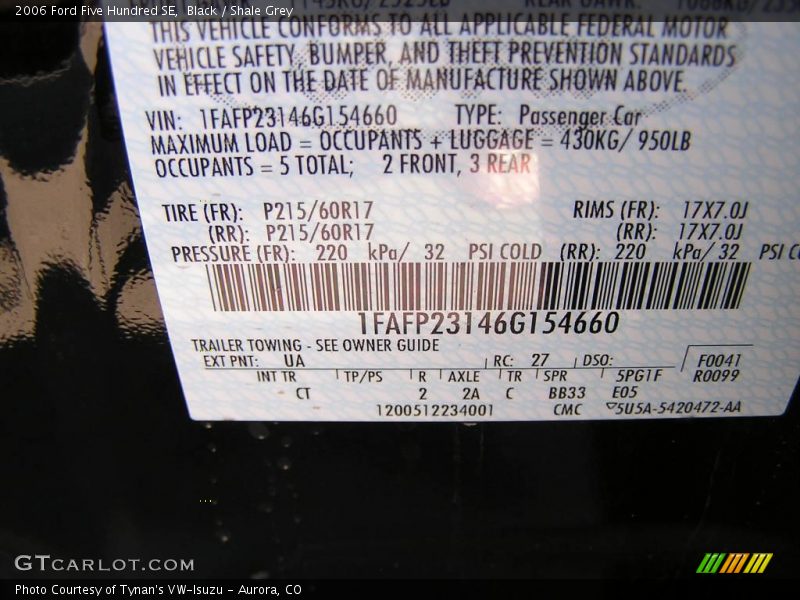 2006 Ford Five Hundred SE, Black / Shale Grey
THIS VEHICLE CONFORMS TO ALL APPLICABLE FEDERAL MOTOR
VEHICLE SAFETY, BUMPER, AND THEFT PREVENTION STANDARDS
IN EFFECT ON THE DATE OF MANUFACTURE SHOWN ABOVE.
VIN: 1FAFP23146G154660 TYPE: Passenger Car
MAXIMUM LOAD = OCCUPANTS + LUGGAGE = 430KG/ 950LB
OCCUPANTS = 5 TOTAL; 2 FRONT, 3 REAR
TIRE (FR): P215/60R17 RIMS (FR): 17X7.0J
(RR): P215/60R17 (RR): 17X7.0J
PRESSURE (FR): 220 kPa/ 32 PSI COLD (RR): 220 kPa/ 32 PSI
1FAFP23146G154660
TRAILER TOWING - SEE OWNER GUIDE
EXT PNT: UA RC: 27 DSO: F0041
INT TR TP/PS R AXLE TR SPR 5PG1F R0099
CT 2 2A C BB33 E05
1200512234001 CMC 5U5A-5420472-AA
GTCARLOT.COM
Photo Courtesy of Tynan's VW-Isuzu - Aurora, CO